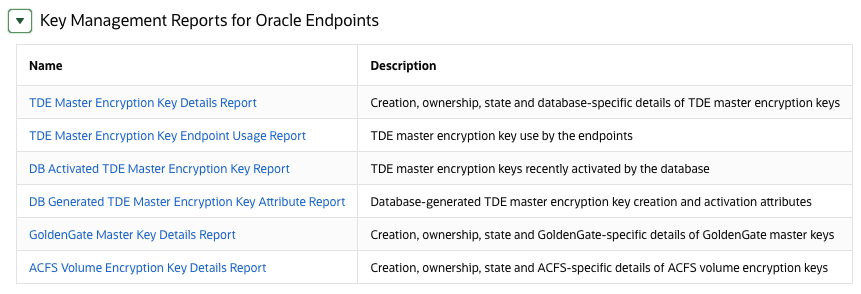 Key Management Reports for Oracle Endpoints
Name Description
TDE Master Encryption Key Details Report Creation, ownership, state and database-specific details of TDE master encryption keys
TDE Master Encryption Key Endpoint Usage Report TDE master encryption key use by the endpoints
DB Activated TDE Master Encryption Key Report TDE master encryption keys recently activated by the database
DB Generated TDE Master Encryption Key Attribute Report Database-generated TDE master encryption key creation and activation attributes
GoldenGate Master Key Details Report Creation, ownership, state and GoldenGate-specific details of GoldenGate master keys
ACFS Volume Encryption Key Details Report Creation, ownership, state and ACFS-specific details of ACFS volume encryption keys